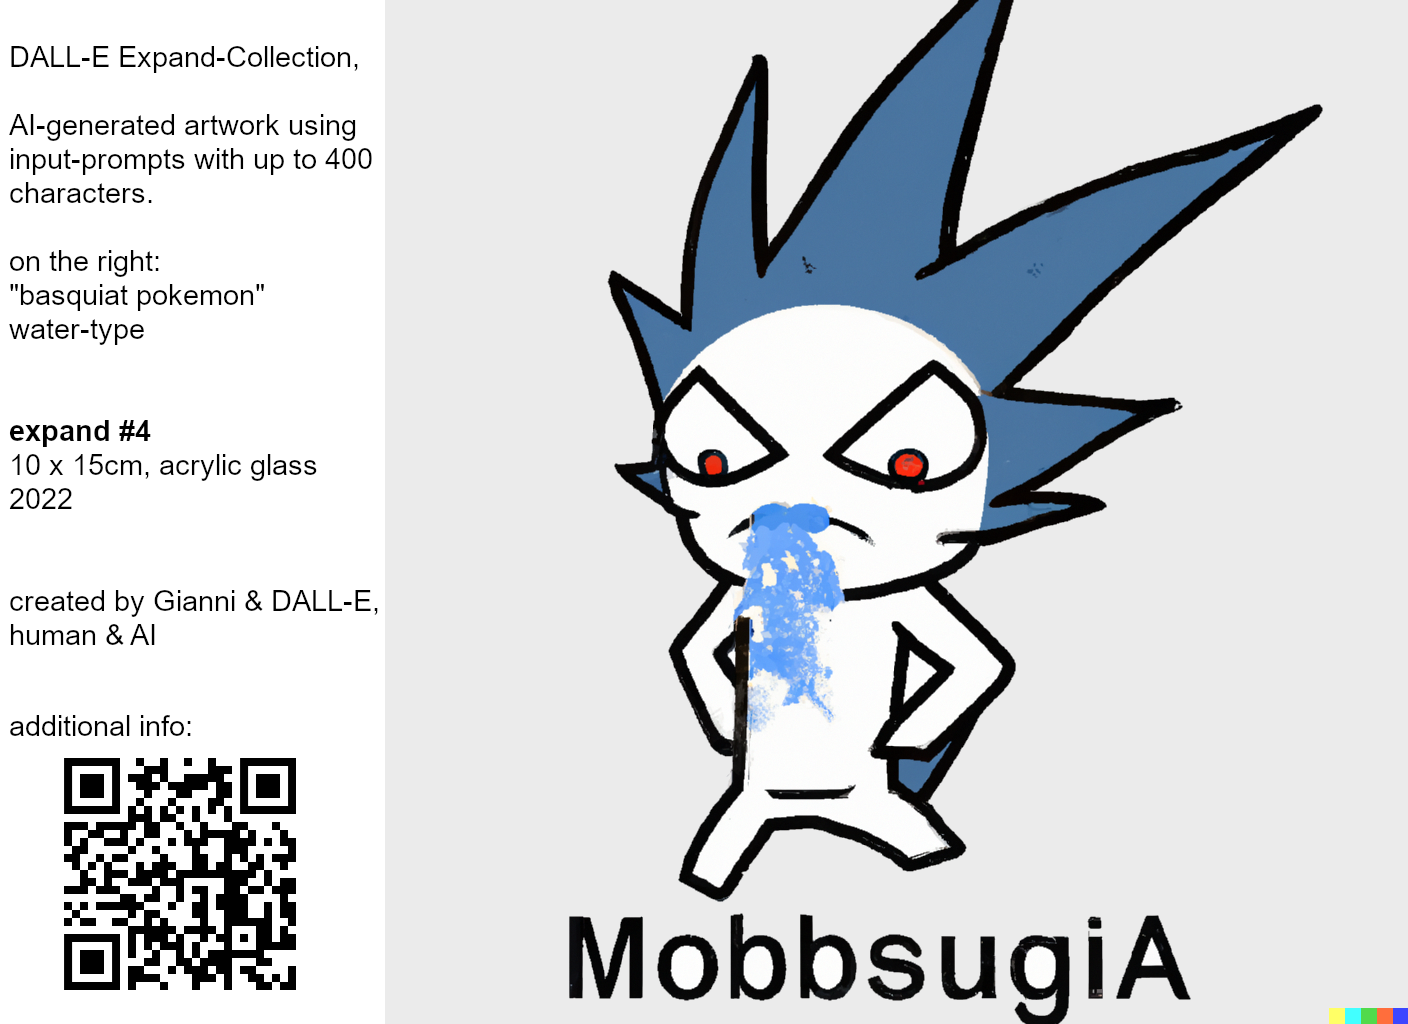 DALL-E Expand-Collection,
AI-generated artwork using
input-prompts with up to 400
characters.
on the right:
"basquiat pokemon"
water-type
expand #4
10 x 15cm, acrylic glass
2022
created by Gianni & DALL-E,
human & AI
additional info:
MobbsugiA